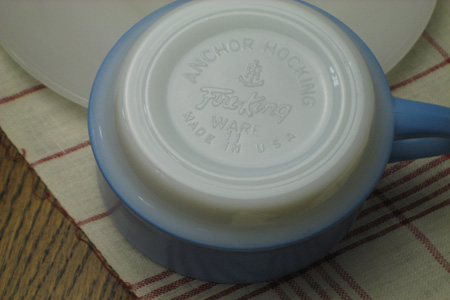 ANCHOR HOCKING
Fire-King
WARE
MADE IN USA